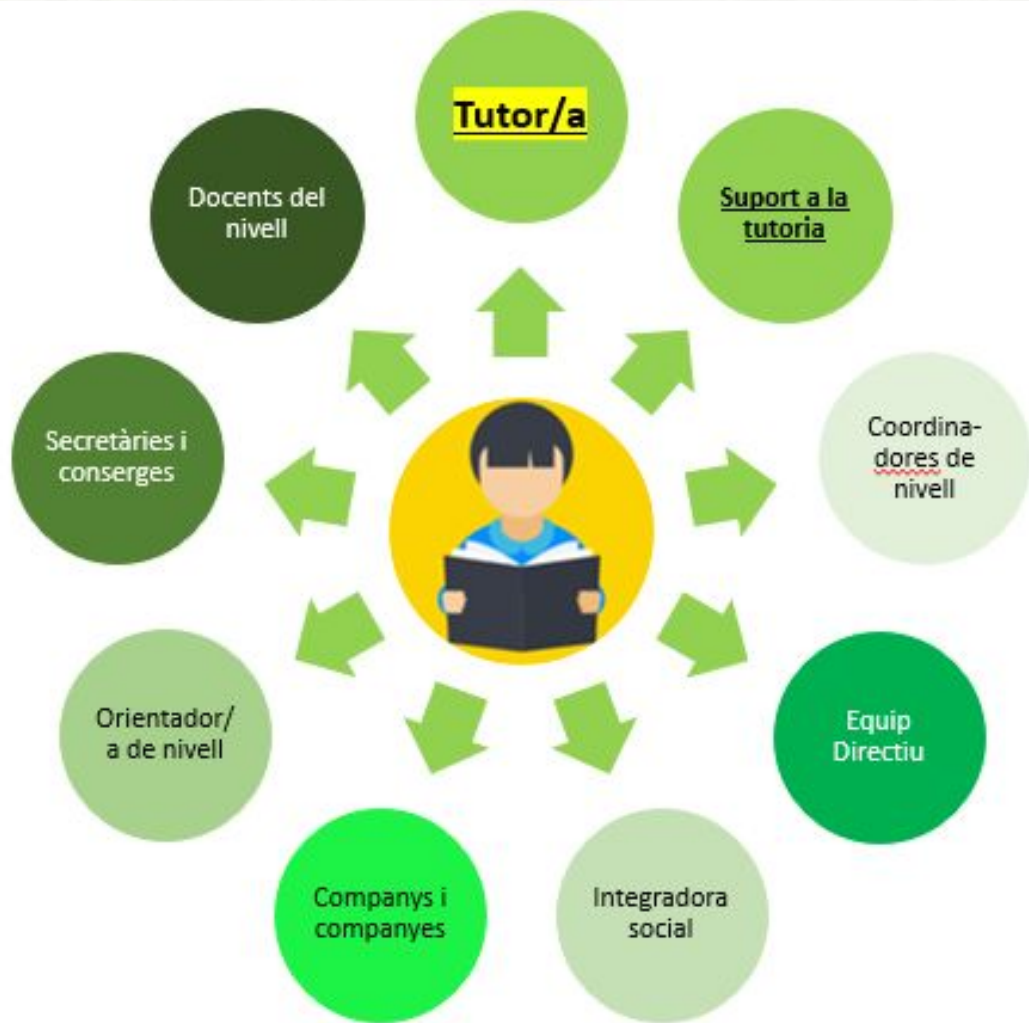 Tutor/a
Suport a la
tutoria
Coordina-
dores de
nivell
Equip
Directiu
Integradora
social
Companys i
companyes
Orientador/
a de nivell
Secretàries i
conserges
Docents del
nivell